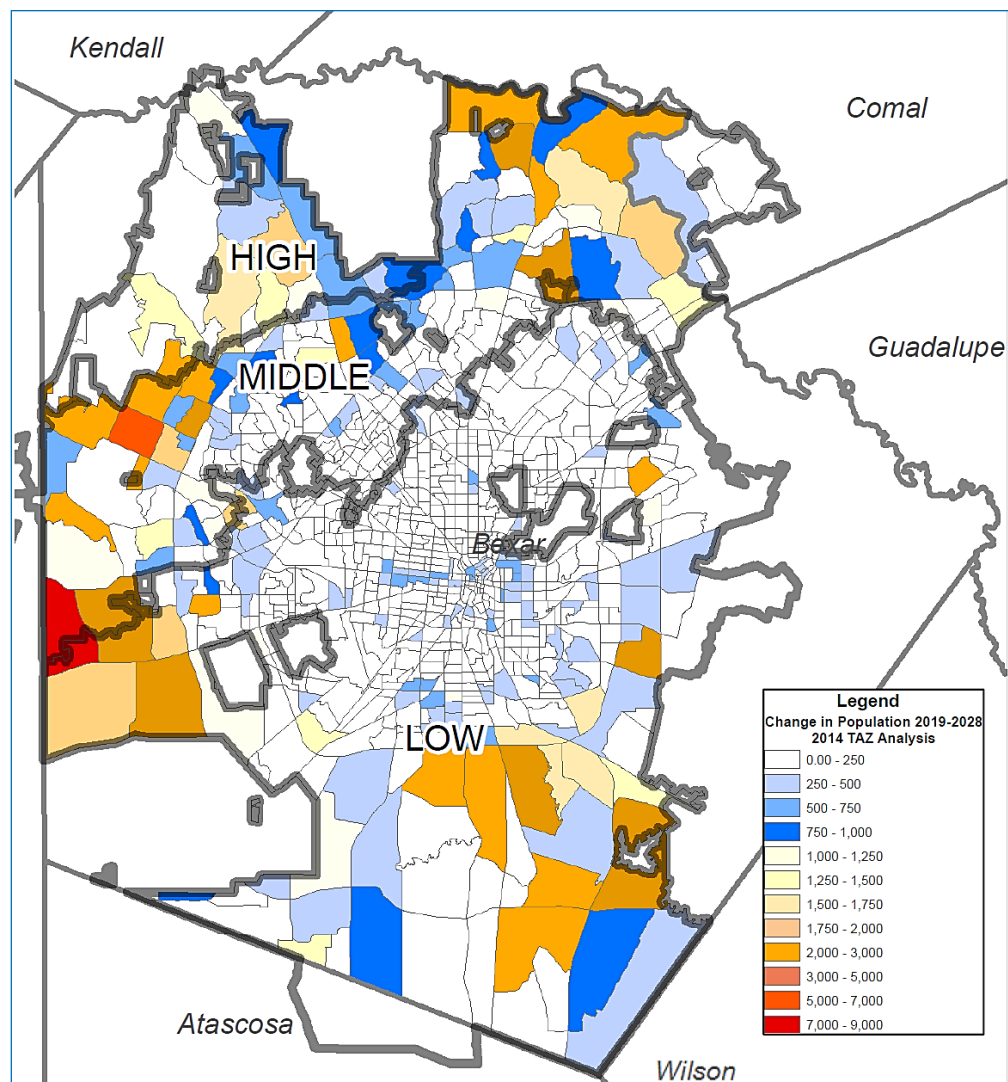 Kendall
Comal
HIGH
Guadalupe
MIDDLE
Bexar
LOW
Legend
Change in Population 2019-2028
2014 TAZ Analysis
0.00 - 250
250 - 500
500 - 750
750 - 1,000
1,000 - 1,250
1,250 - 1,500
1,500 - 1,750
1,750 - 2,000
2,000 - 3,000
3,000 - 5,000
5,000 - 7,000
7,000 - 9,000
Atascosa
Wilson